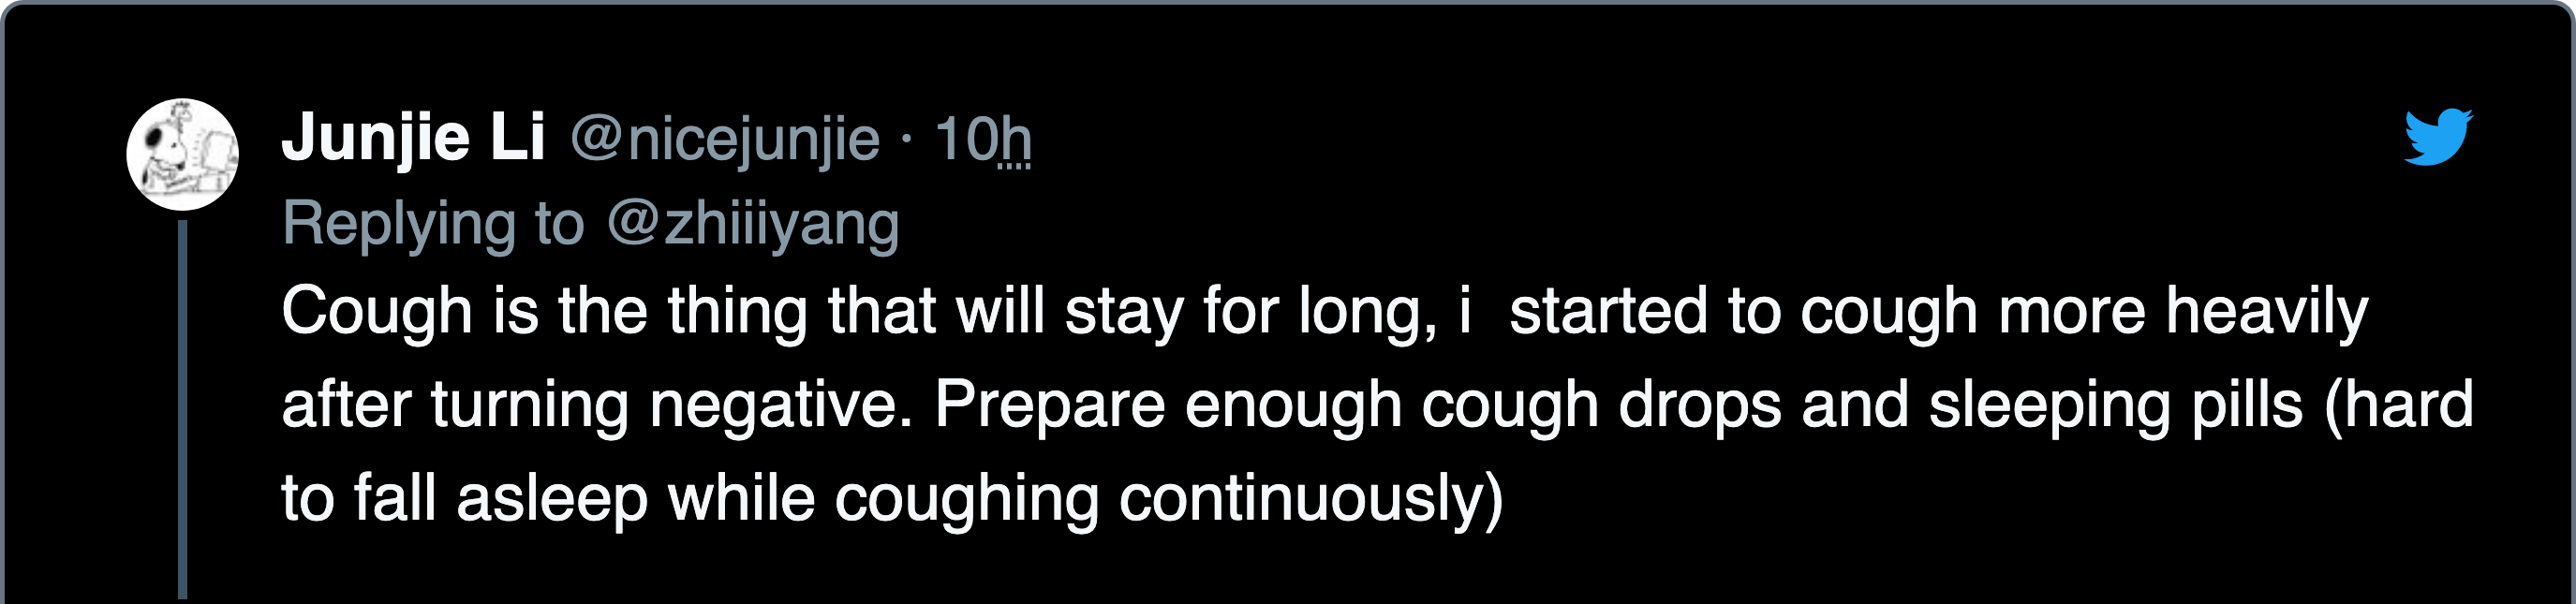 Junjie Li @nicejunjie · 10h
Replying to @zhiiiyang
Cough is the thing that will stay for long, i  started to cough more heavily
after turning negative. Prepare enough cough drops and sleeping pills (hard
to fall asleep while coughing continuously)